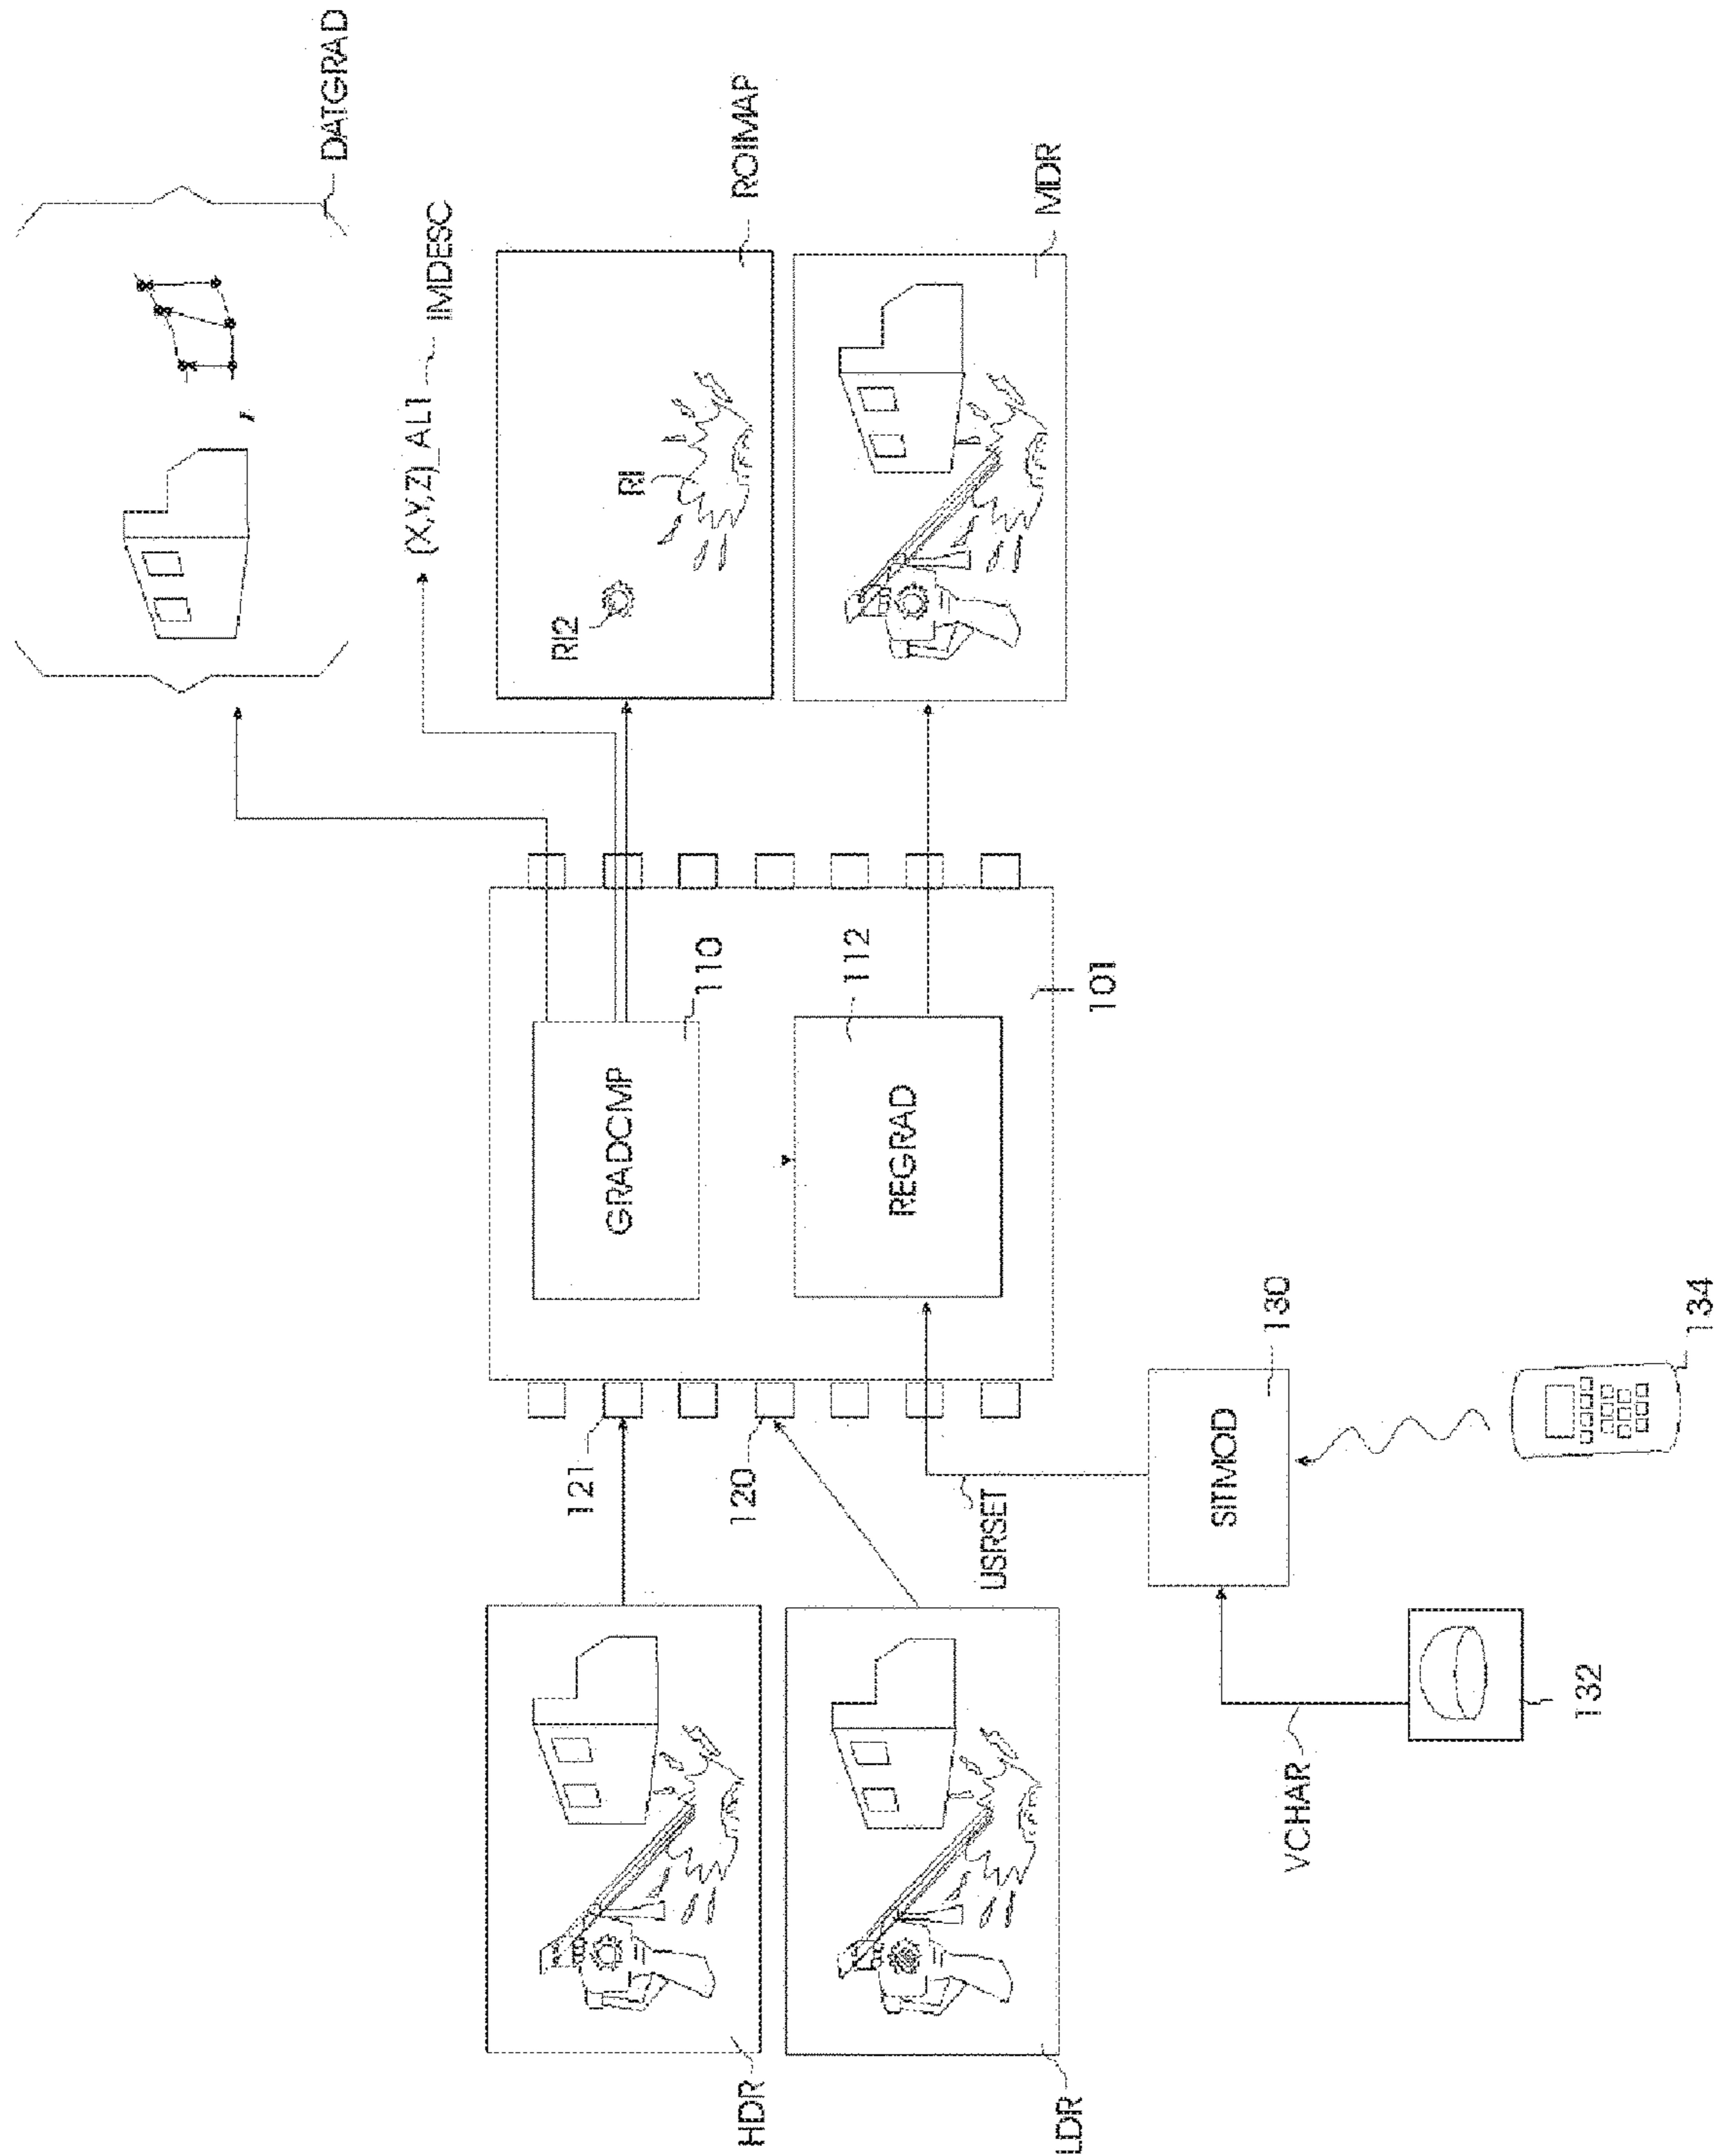 DATGRAD
(X,Y,Z)_AL1
IMDESC
ROIMAP
RI2
RI
MDR
GRADCMP
110
REGRAD
112
101
121
120
HDR
LDR
USRSET
SITMOD
130
VCHAR
132
134